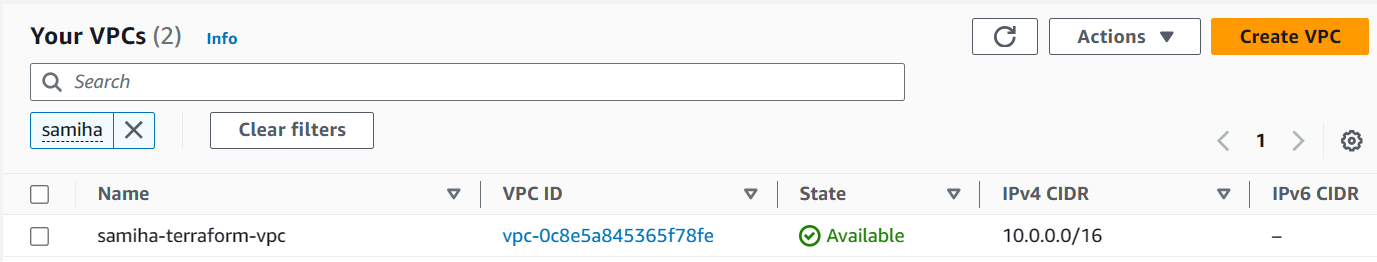 Your VPCs (2) Info
Actions Create VPC
Search
samiha Clear filters
1
Name VPC ID State IPv4 CIDR IPv6 CIDR
samiha-terraform-vpc vpc-0c8e5a845365f78fe Available 10.0.0.0/16 –